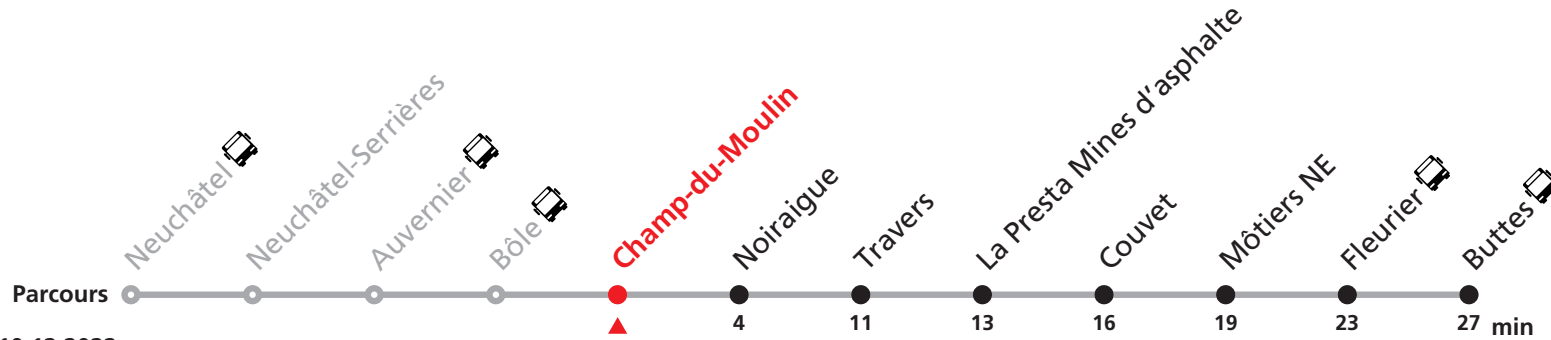 Neuchâtel
Neuchâtel-Serrières
Auvernier
Bôle
Champ-du-Moulin
Noiraigue
Travers
La Presta Mines d'asphalte
Couvet
Môtiers NE
Fleurier
Buttes
Parcours
4 11 13 16 19 23 27 min